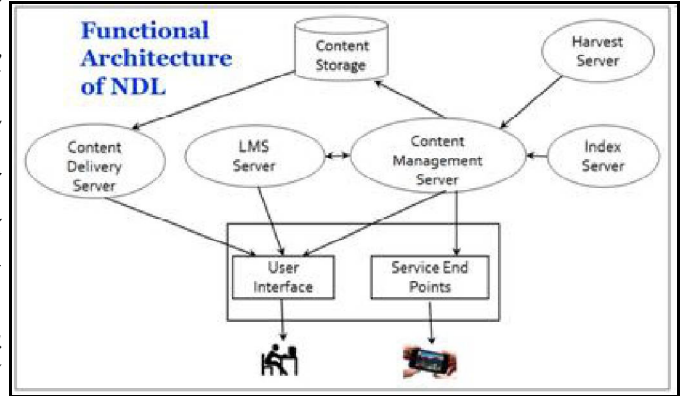 Functional
Architecture
of NDL
Content
Storage
Harvest
Server
Content
Delivery
Server
LMS
Server
Content
Management
Server
Index
Server
User
Interface
Service End
Points